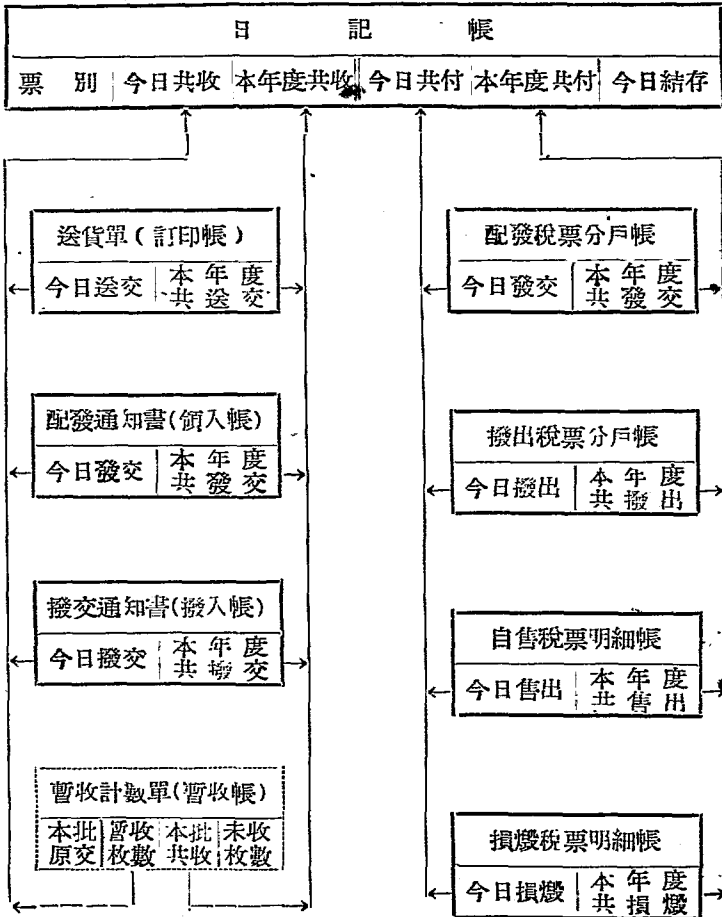 日記帳
票別 今日共收 本年度共收 今日共付 本年度共付 今日結存
送貨單(訂印帳)
今日送交 本年度共送交
配發通知書(領入帳)
今日發交 本年度共發交
撥交通知書(撥入帳)
今日撥交 本年度共撥交
暫收計數單(暫收帳)
本批原交 暫收枚數 本批共收 未收枚數
配發稅票分戶帳
今日發交 本年度共發交
撥出稅票分戶帳
今日撥出 本年度共撥出
自售稅票明細帳
今日售出 本年度共售出
損燬稅票明細帳
今日損燬 本年度共損燬